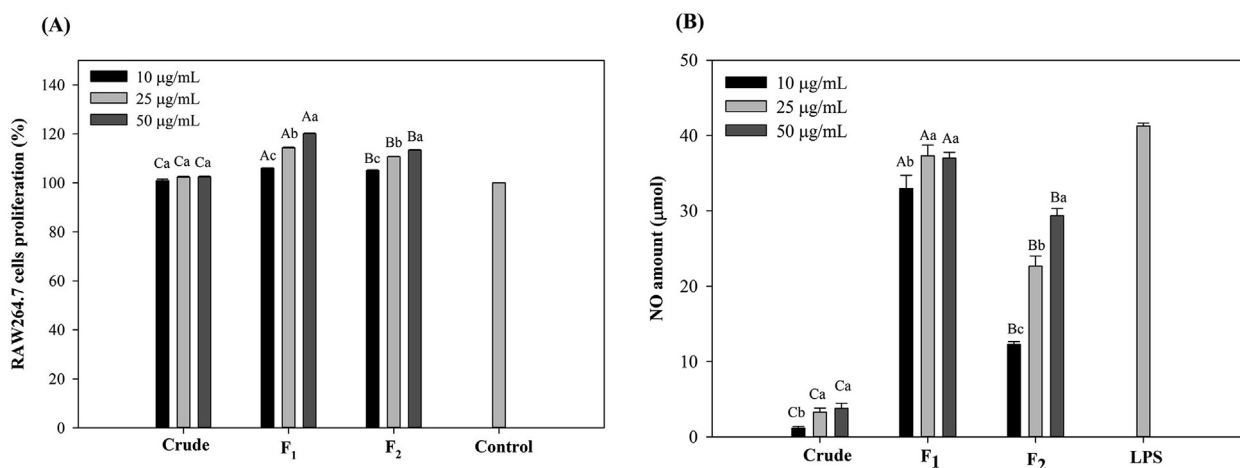 (A)
RAW264.7 cells proliferation (%)
140
120
100
80
60
40
20
0
10 µg/mL
25 µg/mL
50 µg/mL
Ca Ca Ca
Ac Ab Aa
Bc Bb Ba
Crude F₁ F₂ Control
(B)
NO amount (µmol)
50
40
30
20
10
0
10 µg/mL
25 µg/mL
50 µg/mL
Cb Ca Ca
Ab Aa Aa
Bc Bb Ba
Crude F₁ F₂ LPS